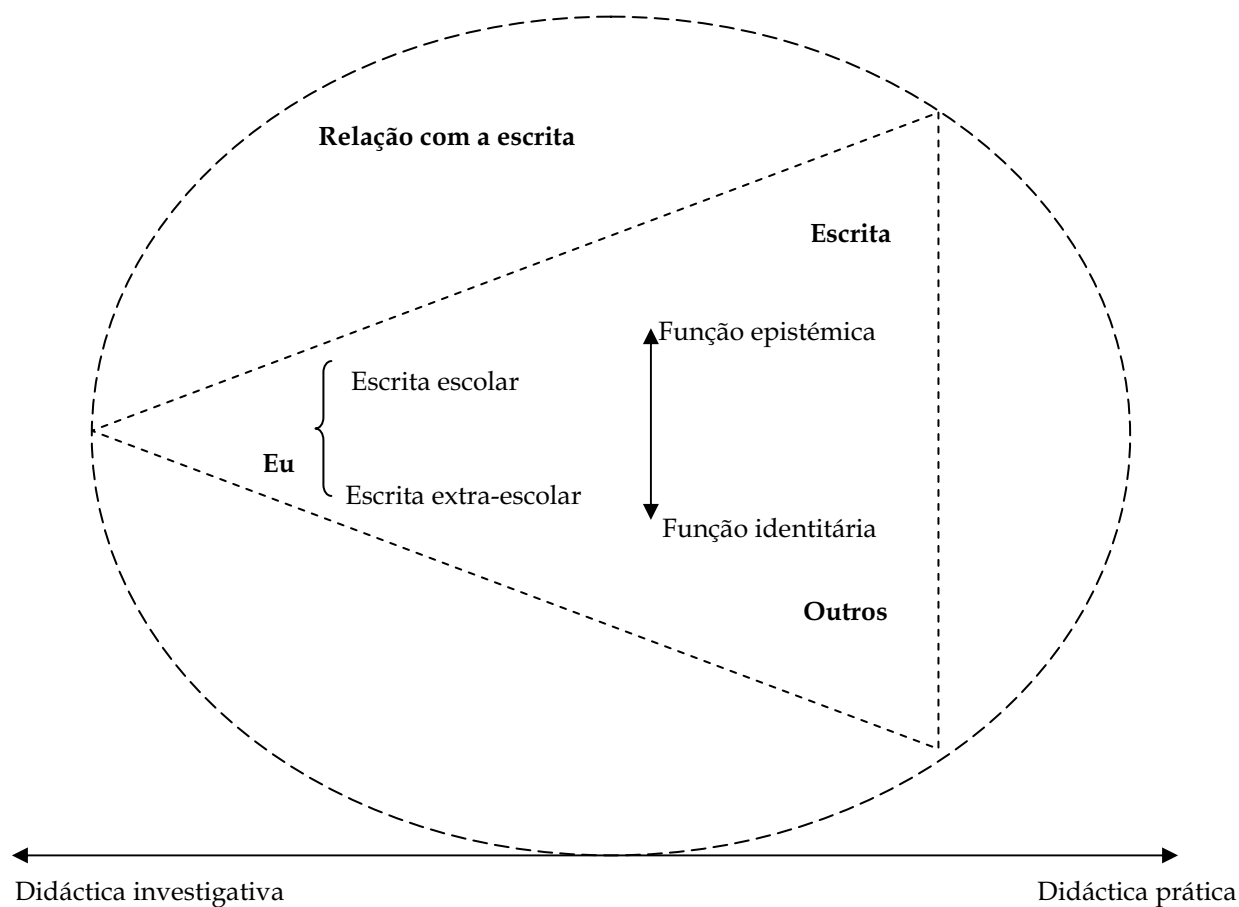 Relação com a escrita
Escrita
Função epistémica
Escrita escolar
Eu
Escrita extra-escolar
Função identitária
Outros
Didáctica investigativa
Didáctica prática